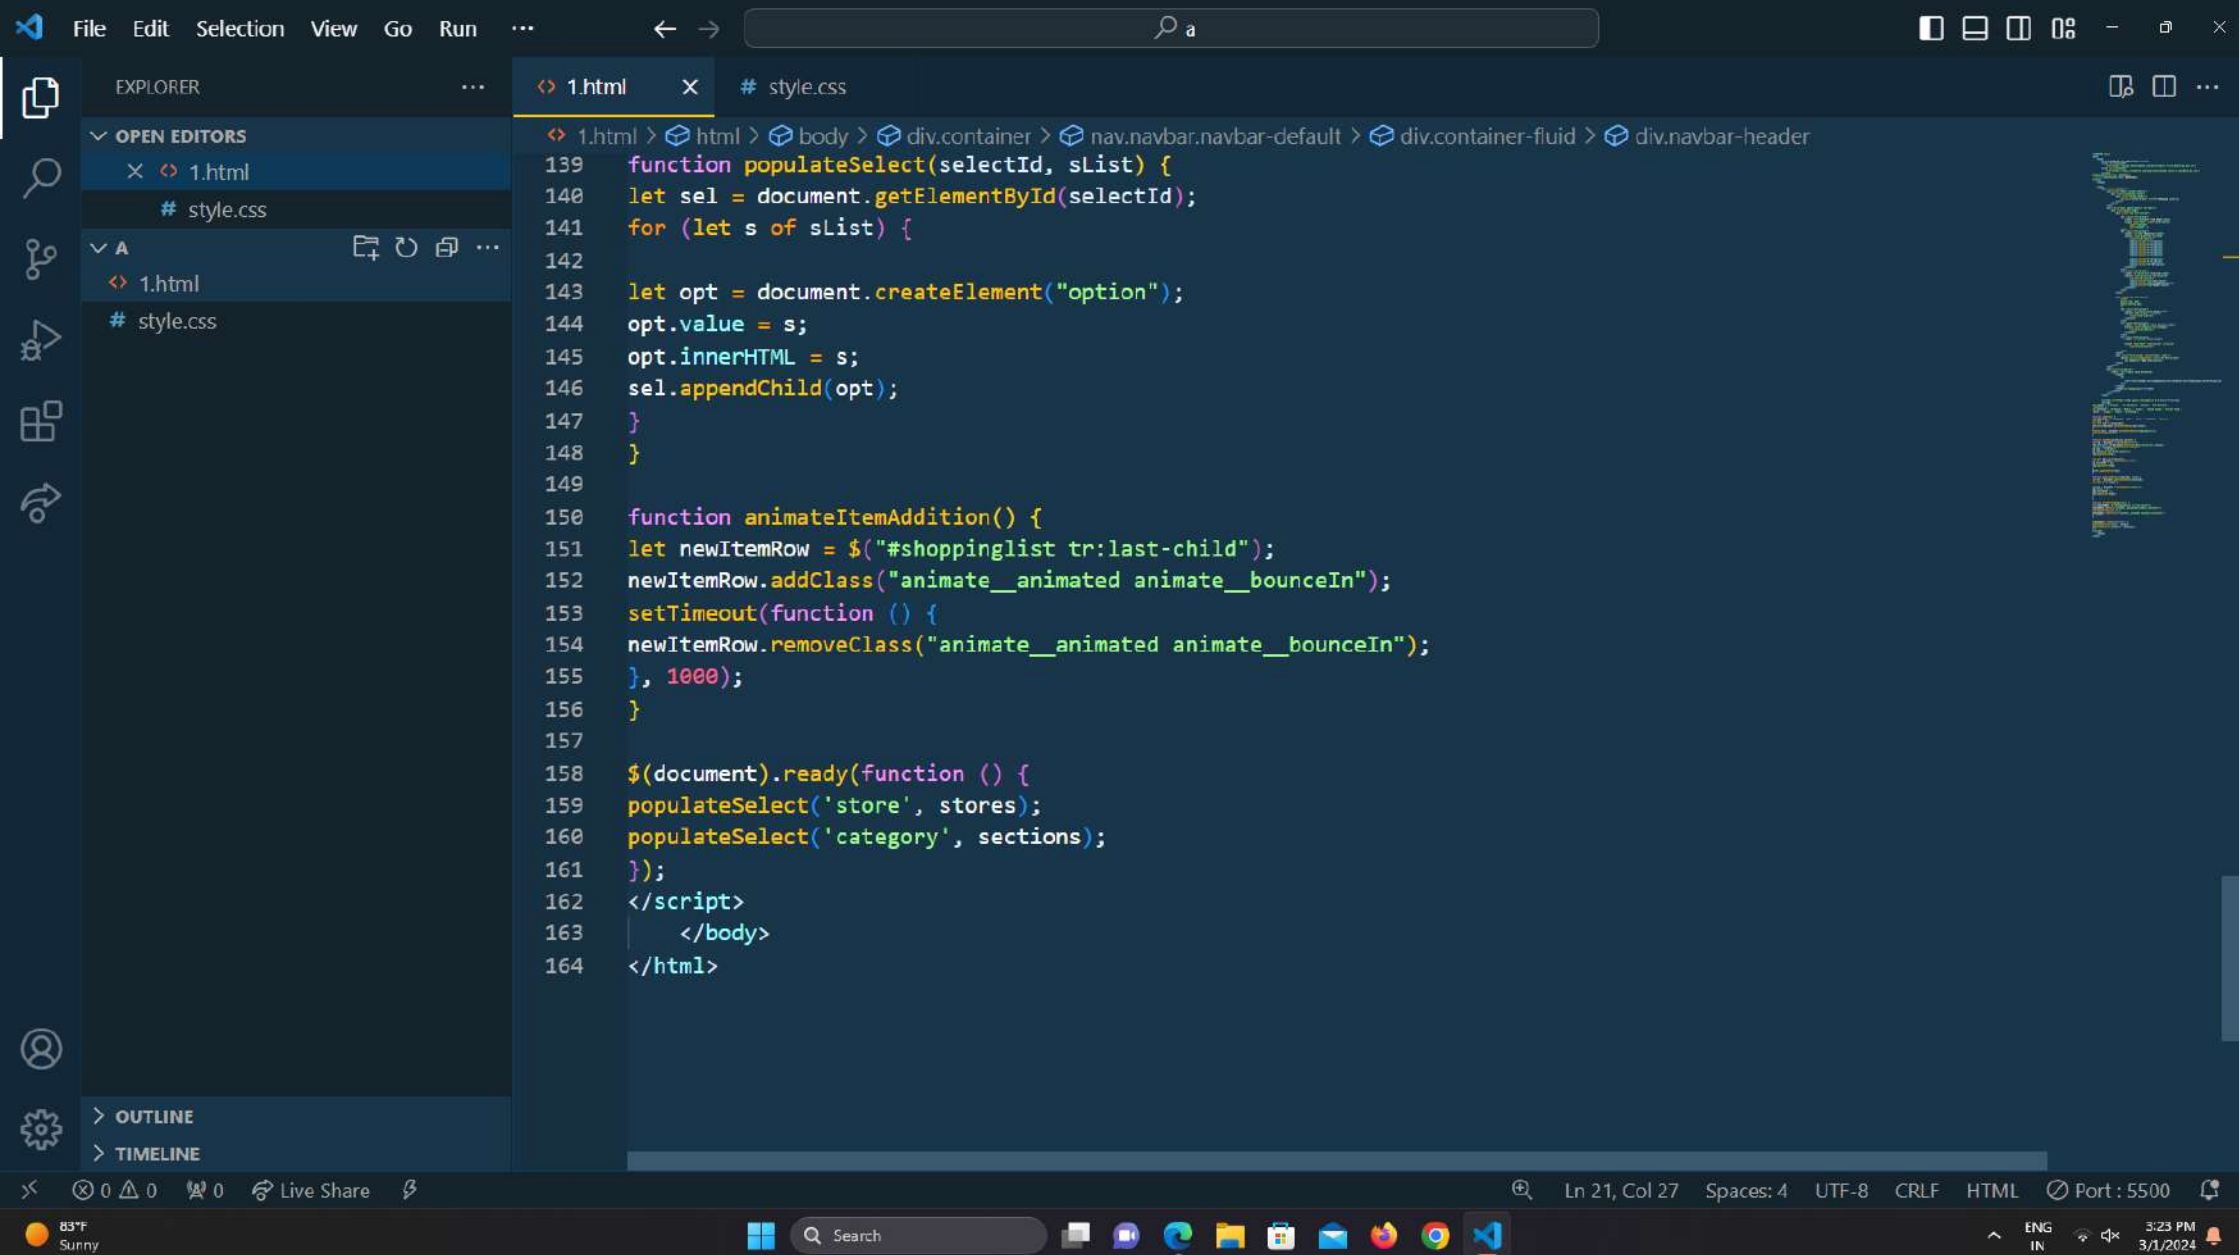 File Edit Selection View Go Run ···
a
EXPLORER
OPEN EDITORS
1.html
style.css
A
1.html
style.css
OUTLINE
TIMELINE
1.html
style.css
1.html > html > body > div.container > nav.navbar.navbar-default > div.container-fluid > div.navbar-header
139 function populateSelect(selectId, sList) {
140 let sel = document.getElementById(selectId);
141 for (let s of sList) {
142
143 let opt = document.createElement("option");
144 opt.value = s;
145 opt.innerHTML = s;
146 sel.appendChild(opt);
147 }
148 }
149
150 function animateItemAddition() {
151 let newItemRow = $("#shoppinglist tr:last-child");
152 newItemRow.addClass("animate__animated animate__bounceIn");
153 setTimeout(function () {
154 newItemRow.removeClass("animate__animated animate__bounceIn");
155 }, 1000);
156 }
157
158 $(document).ready(function () {
159 populateSelect('store', stores);
160 populateSelect('category', sections);
161 });
162 </script>
163 </body>
164 </html>
0 0 0 Live Share
Ln 21, Col 27 Spaces: 4 UTF-8 CRLF HTML Port : 5500
83°F
Sunny
Search
ENG
IN
3:23 PM
3/1/2024